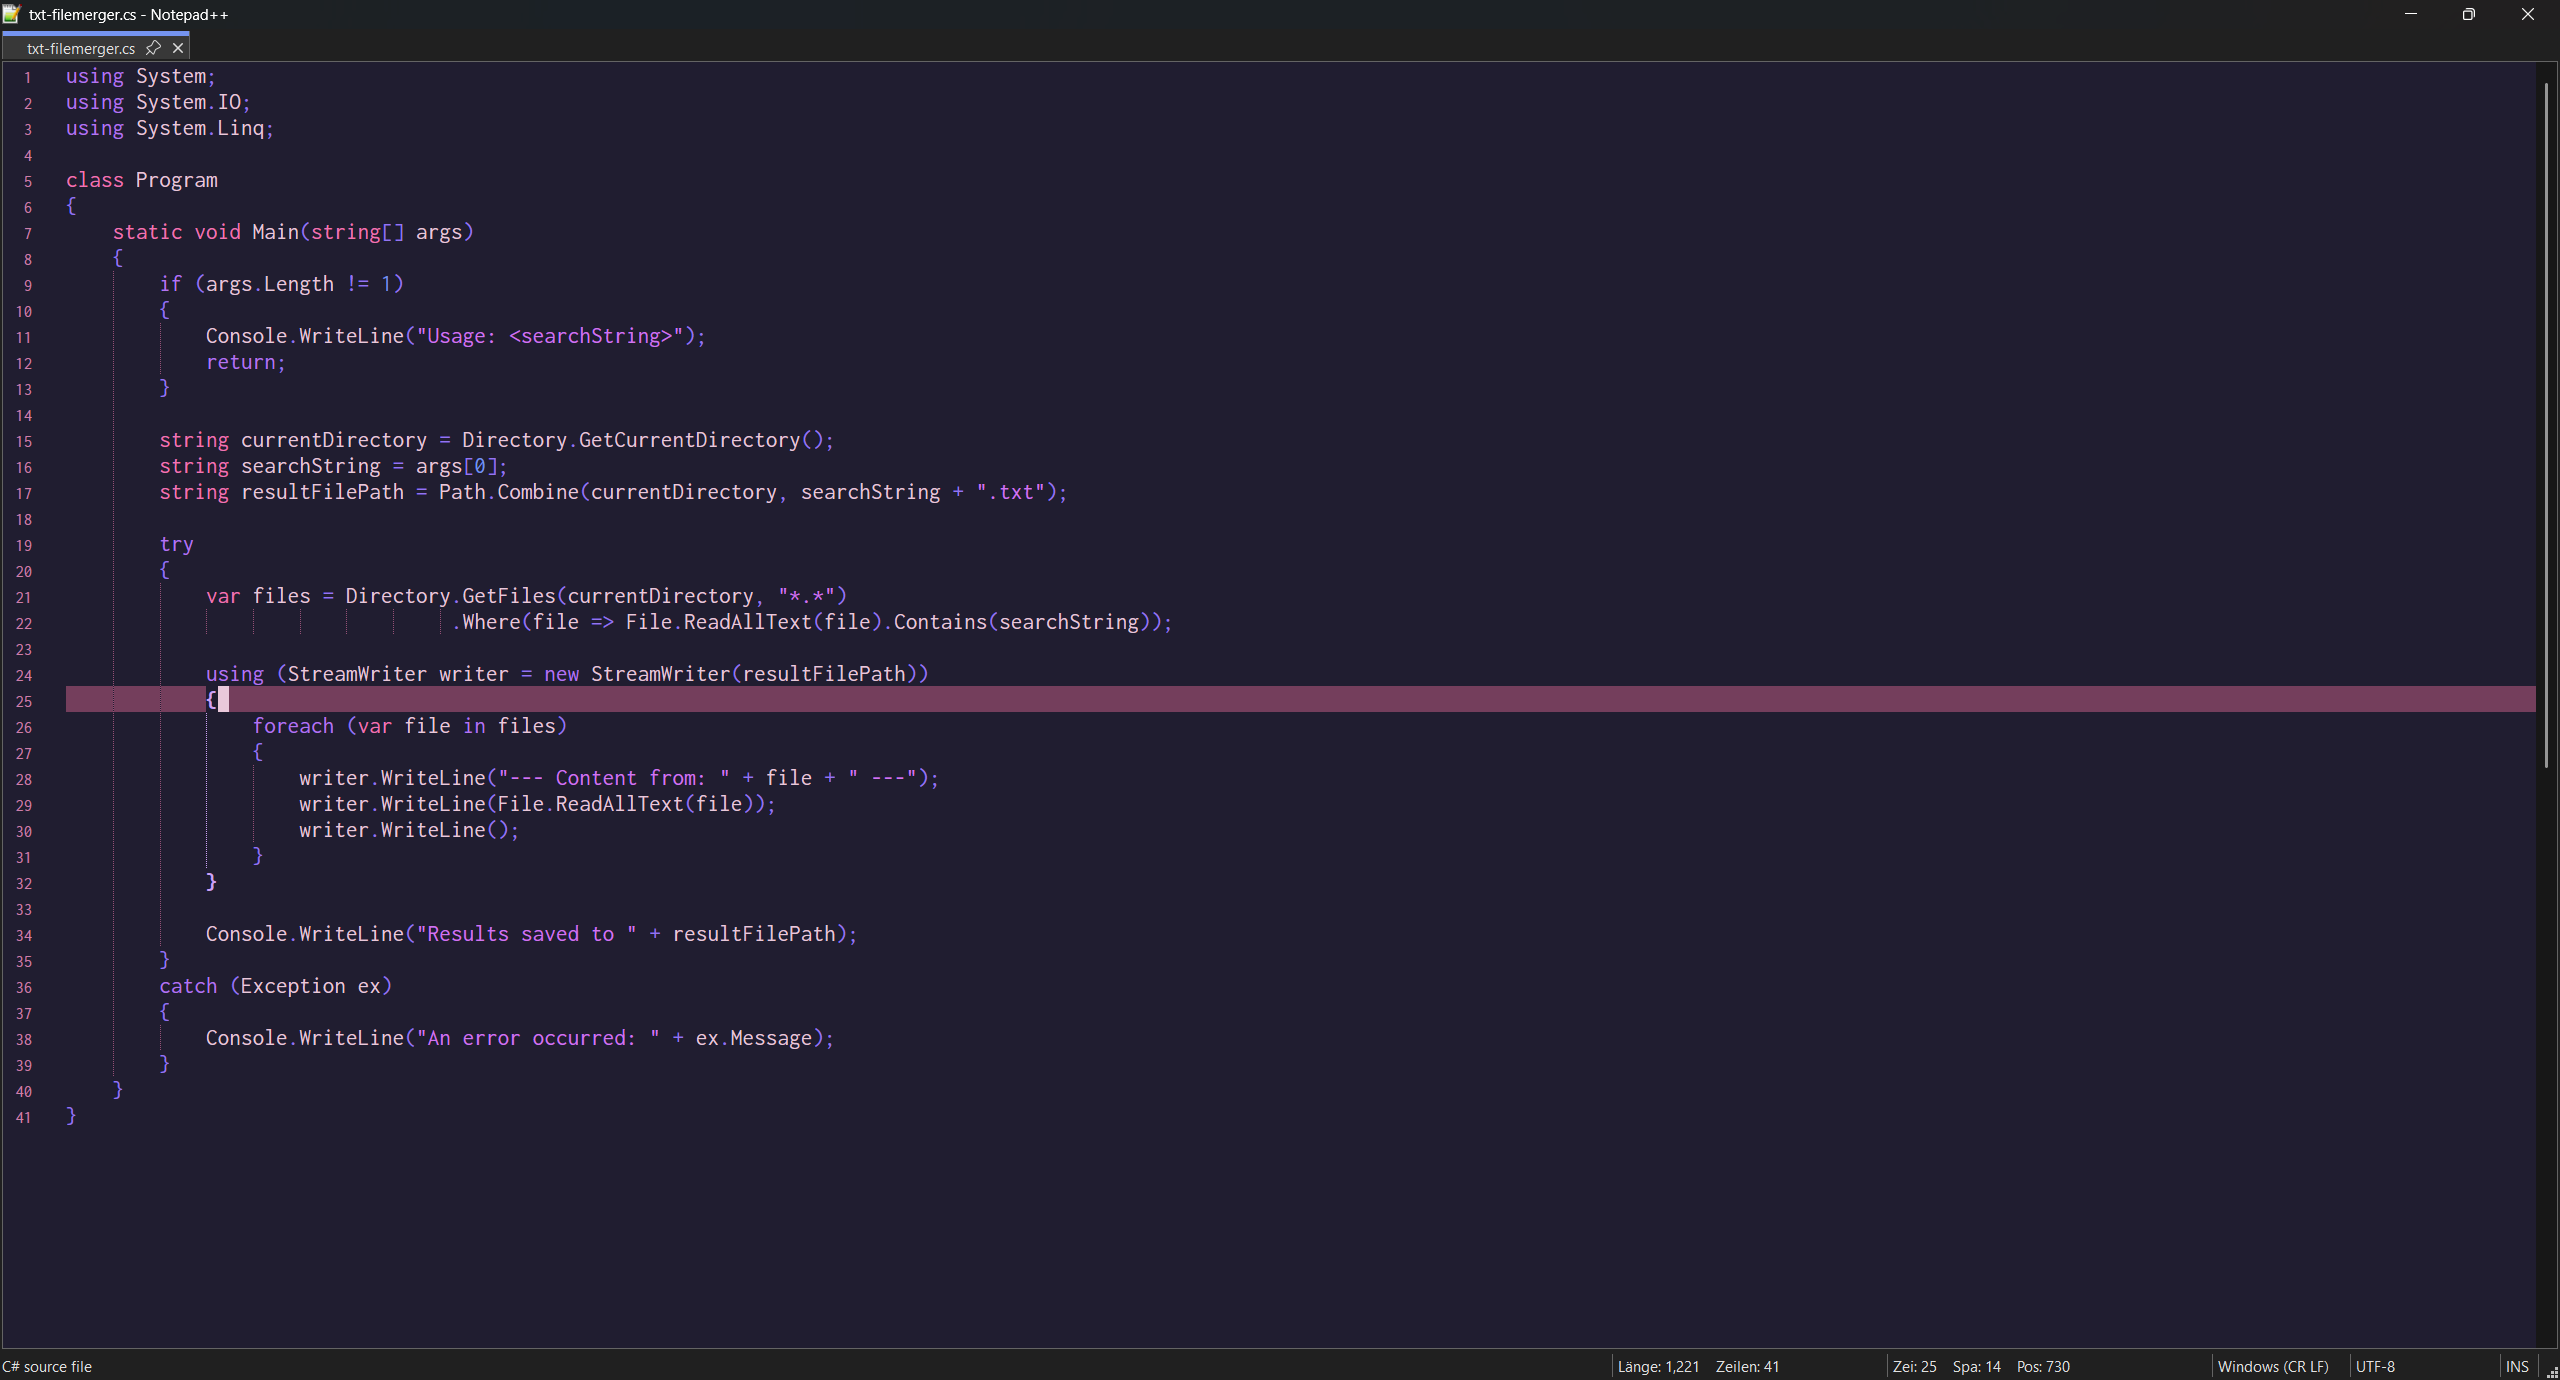 txt-filemerger.cs - Notepad++
txt-filemerger.cs
1 using System;
2 using System.IO;
3 using System.Linq;
4
5 class Program
6 {
7     static void Main(string[] args)
8     {
9         if (args.Length != 1)
10         {
11             Console.WriteLine("Usage: <searchString>");
12             return;
13         }
14
15         string currentDirectory = Directory.GetCurrentDirectory();
16         string searchString = args[0];
17         string resultFilePath = Path.Combine(currentDirectory, searchString + ".txt");
18
19         try
20         {
21             var files = Directory.GetFiles(currentDirectory, "*.*")
22                                  .Where(file => File.ReadAllText(file).Contains(searchString));
23
24             using (StreamWriter writer = new StreamWriter(resultFilePath))
25             {
26                 foreach (var file in files)
27                 {
28                     writer.WriteLine("--- Content from: " + file + " ---");
29                     writer.WriteLine(File.ReadAllText(file));
30                     writer.WriteLine();
31                 }
32             }
33
34             Console.WriteLine("Results saved to " + resultFilePath);
35         }
36         catch (Exception ex)
37         {
38             Console.WriteLine("An error occurred: " + ex.Message);
39         }
40     }
41 }
C# source file Länge: 1,221 Zeilen: 41 Zei: 25 Spa: 14 Pos: 730 Windows (CR LF) UTF-8 INS